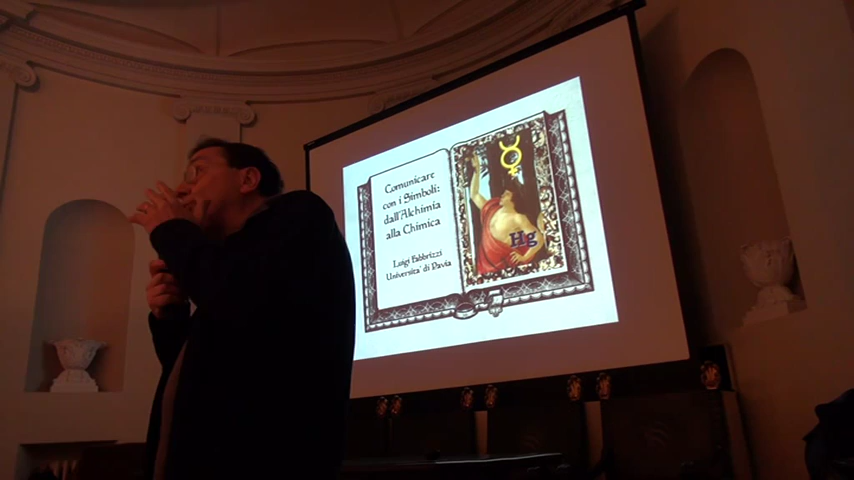 Comunicare
con i Simboli:
dall'Alchimia
alla Chimica
Luigi Fabbrizzi
Universita' di Pavia
Hg